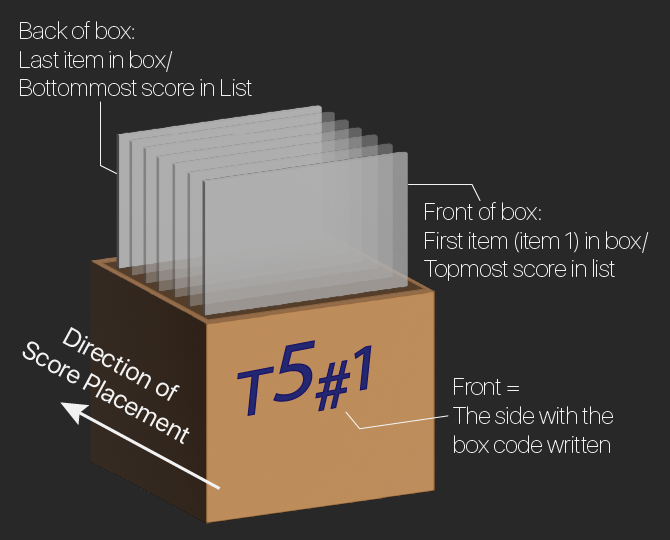 Back of box:
Last item in box/
Bottommost score in List
Front of box:
First item (item 1) in box/
Topmost score in list
T5#1
Direction of
Score Placement
Front =
The side with the
box code written